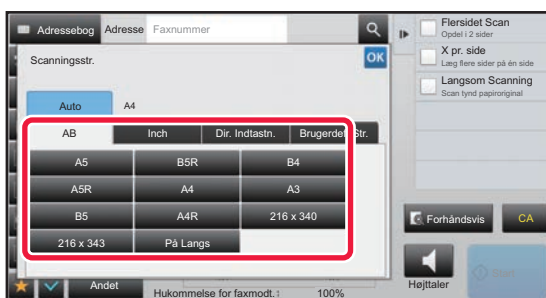 Adressebog Adresse Faxnummer
Scanningsstr. OK
Auto A4
AB Inch Dir. Indtastn. Brugerdef. Str.
A5 B5R B4
A5R A4 A3
B5 A4R 216 x 340
216 x 343 På Langs
Andet
Hukommelse for faxmodt. 100%
Flersidet Scan
Opdel i 2 sider
X pr. side
Læg flere sider på én side
Langsom Scanning
Scan tynd papiroriginal
Forhåndsvis CA
Højttaler Start